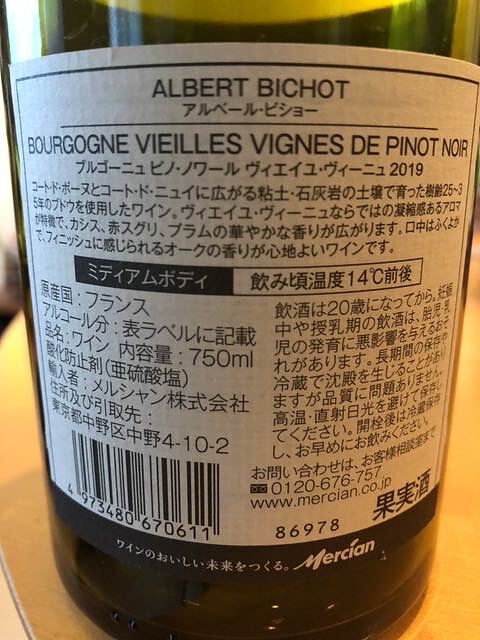 ALBERT BICHOT
アルベール・ビショー
BOURGOGNE VIEILLES VIGNES DE PINOT NOIR
ブルゴーニュ ピノ・ノワール ヴィエイユ・ヴィーニュ 2019
コート・ド・ボーヌとコート・ド・ニュイに広がる粘土・石灰岩の土壌で育った樹齢25~3
5年のブドウを使用したワイン。ヴィエイユ・ヴィーニュならではの凝縮感あるアロマ
が特徴で、カシス、赤スグリ、プラムの華やかな香りが広がります。口中はふくよか
で、フィニッシュに感じられるオークの香りが心地よいワインです。
ミディアムボディ 飲み頃温度14℃前後
原産国:フランス
アルコール分:表ラベルに記載
品名:ワイン 内容量:750ml
酸化防止剤(亜硫酸塩)
輸入者:メルシャン株式会社
住所及び引取先:
東京都中野区中野4-10-2
飲酒は20歳になってから。妊娠
中や授乳期の飲酒は、胎児・乳
児の発育に悪影響を与えるおそ
れがあります。長期間の保存や
冷蔵で沈殿を生じることがあり
ますが品質に問題ありません。
高温・直射日光を避けて保存し
てください。開栓後は冷蔵保存
し、お早めにお飲みください。
お問い合わせは、お客様相談室まで
0120-676-757
www.mercian.co.jp
果実酒
4 973480 670611
86978
ワインのおいしい未来をつくる。 Mercian